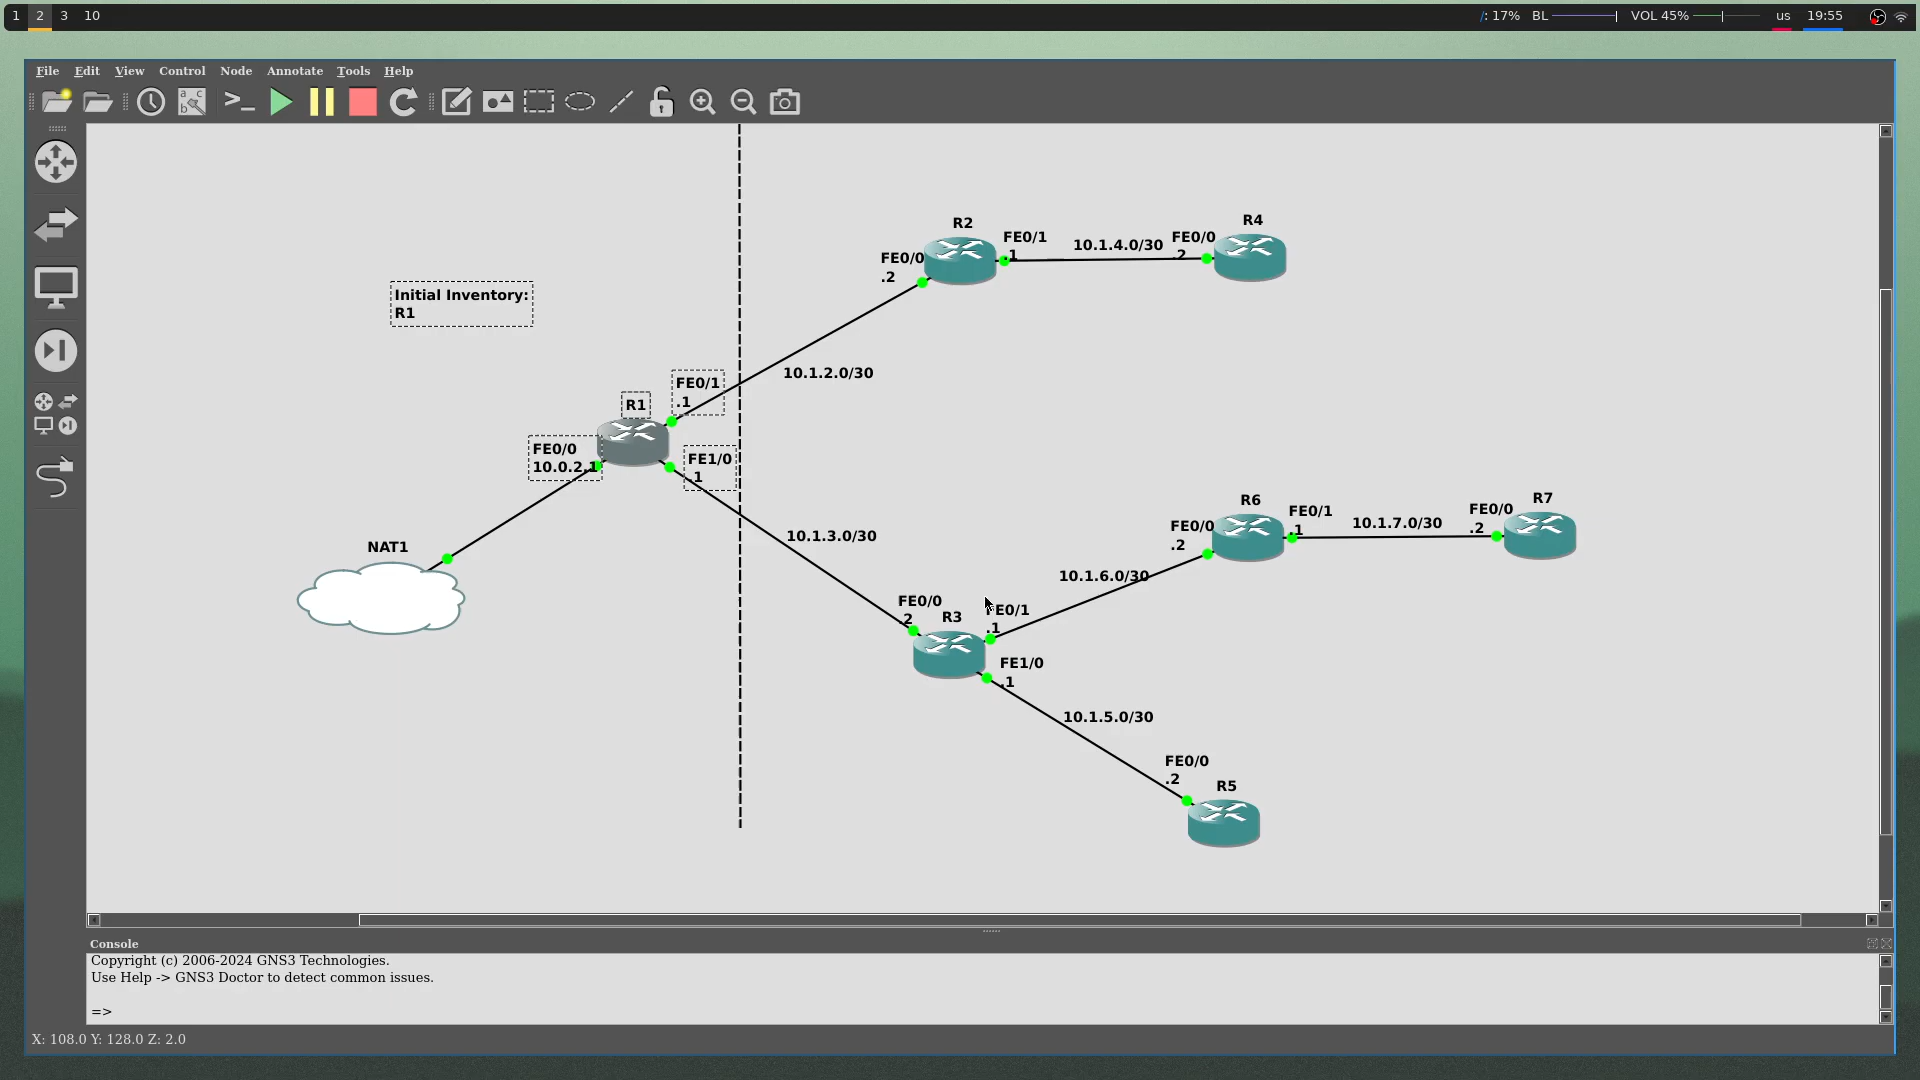 1 2 3 10
/: 17% BL VOL 45% us 19:55
File Edit View Control Node Annotate Tools Help
R2
FE0/1
.1
10.1.4.0/30
FE0/0
.2
R4
FE0/0
.2
Initial Inventory:
R1
10.1.2.0/30
FE0/1
.1
R1
FE0/0
10.0.2.1
FE1/0
.1
10.1.3.0/30
NAT1
R6
FE0/1
.1
10.1.7.0/30
FE0/0
.2
R7
FE0/0
.2
10.1.6.0/30
FE0/0
.2
R3
FE0/1
.1
FE1/0
.1
10.1.5.0/30
FE0/0
.2
R5
Console
Copyright (c) 2006-2024 GNS3 Technologies.
Use Help -> GNS3 Doctor to detect common issues.
=>
X: 108.0 Y: 128.0 Z: 2.0